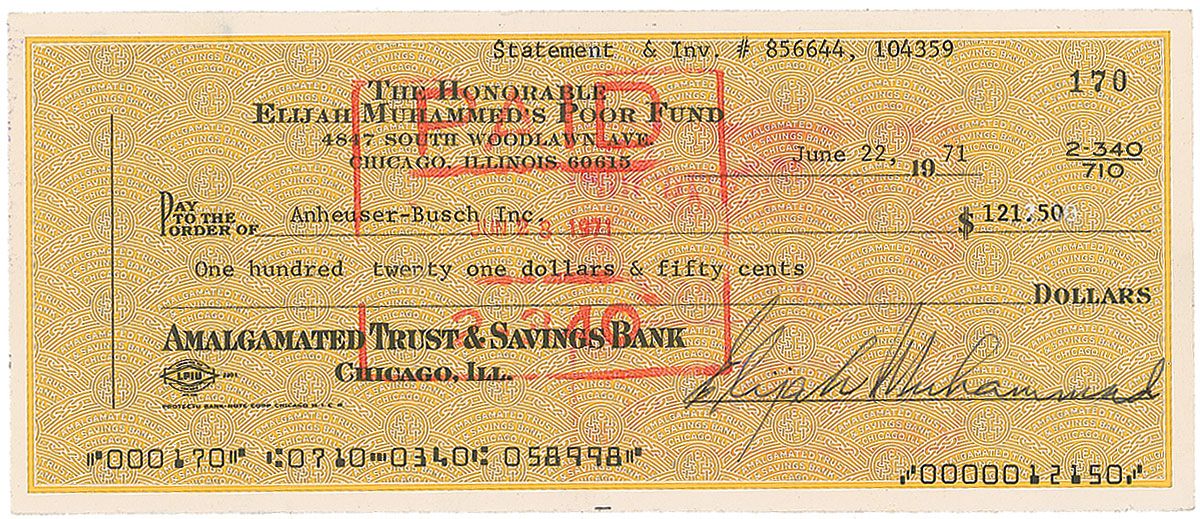 Statement & Inv. # 856644, 104359
170
THE HONORABLE
ELIJAH MUHAMMED'S POOR FUND
4847 SOUTH WOODLAWN AVE.
CHICAGO, ILLINOIS 60615
PAID
June 22, 19 71
2-340
710
PAY TO THE ORDER OF Anheuser-Busch Inc. $ 121.50
JUN 23 1971
One hundred twenty one dollars & fifty cents
DOLLARS
2-340
AMALGAMATED TRUST & SAVINGS BANK
CHICAGO, ILL.
Elijah Muhammad
⑈000170⑈ ⑆0710⑉0340⑆ 058998⑈
⑇0000012150⑇